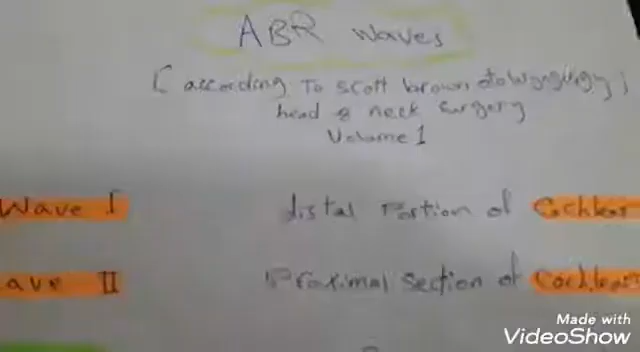 ABR waves
[ according To scott brown otolaryngology;
head & neck surgery
Volume 1
Wave I distal Portion of Cochlear
ave II Proximal section of Cochlear
Made with
VideoShow